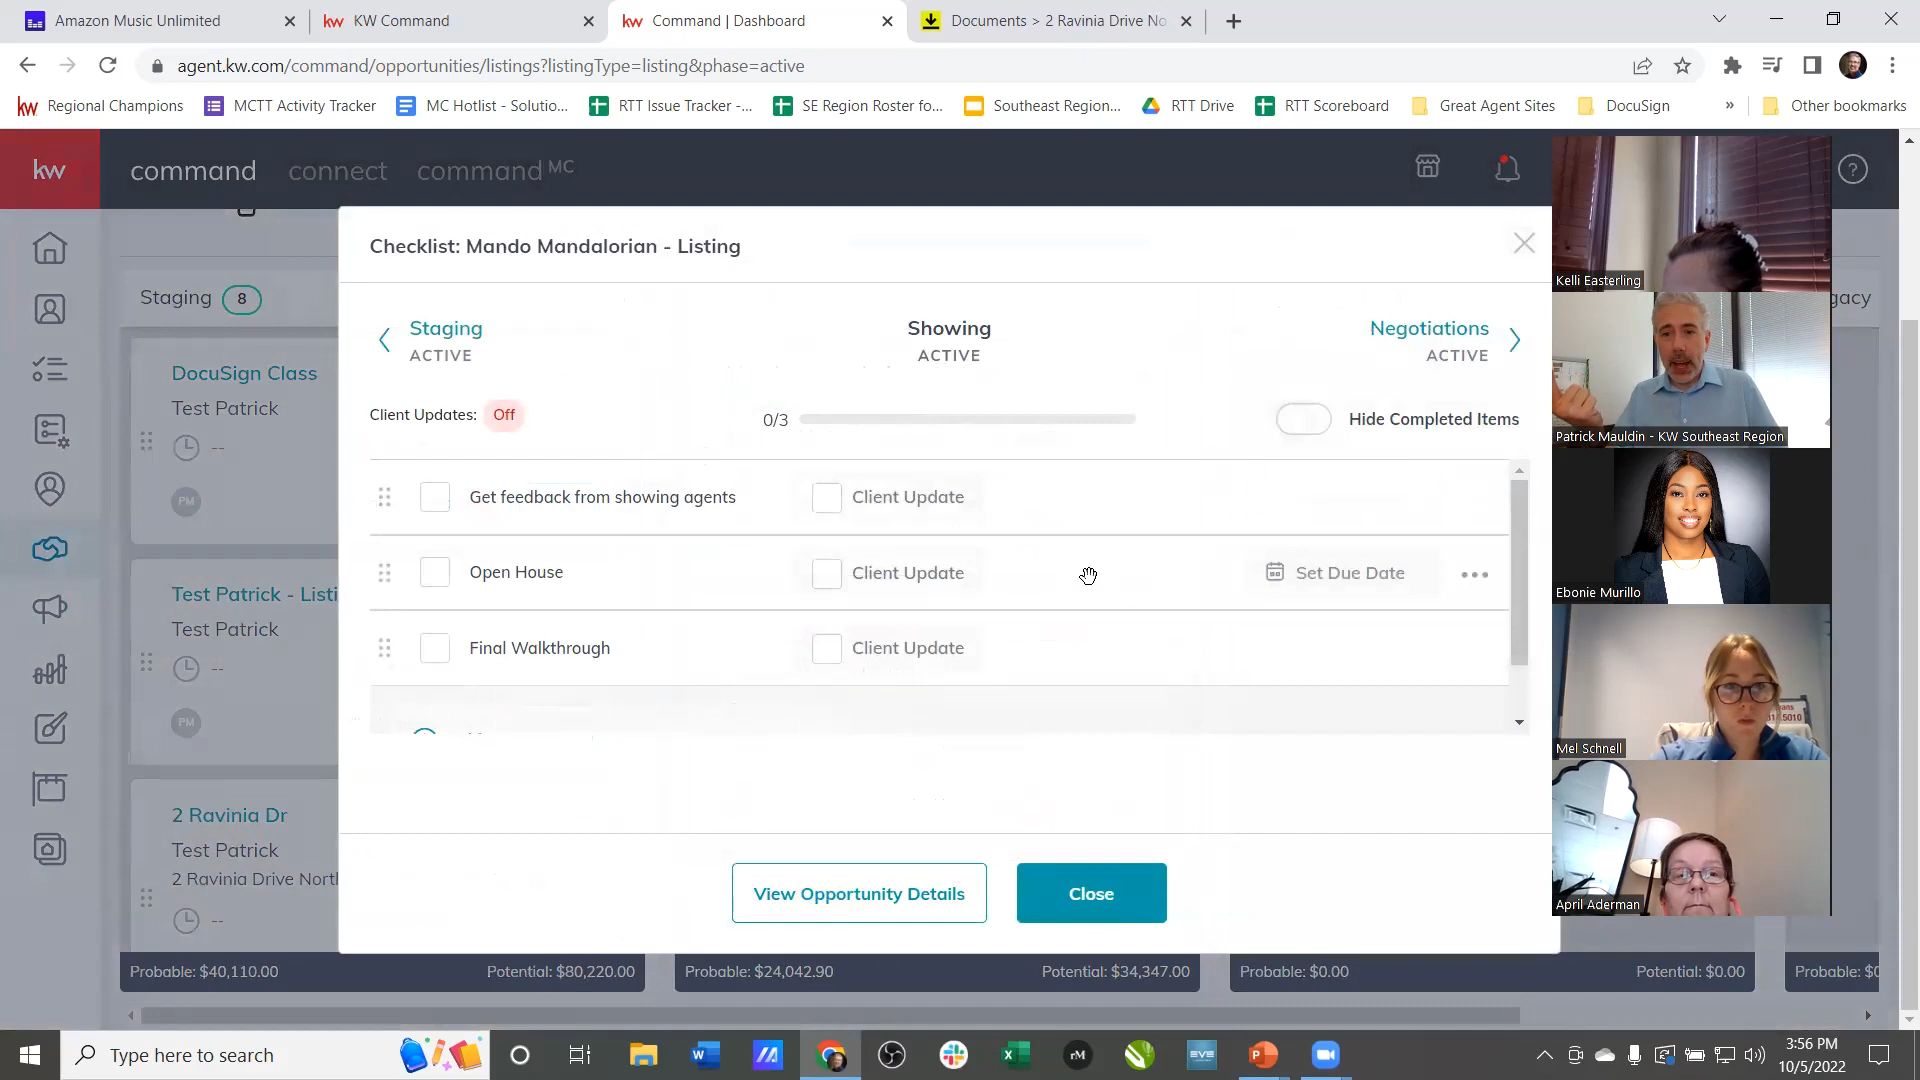 Amazon Music Unlimited
KW Command
Command | Dashboard
Documents > 2 Ravinia Drive No
agent.kw.com/command/opportunities/listings?listingType=listing&phase=active
kw Regional Champions
MCTT Activity Tracker
MC Hotlist - Solutio...
RTT Issue Tracker -...
SE Region Roster fo...
Southeast Region...
RTT Drive
RTT Scoreboard
Great Agent Sites
DocuSign
»
Other bookmarks
kw
command
connect
command MC
Staging 8
DocuSign Class
Test Patrick
--
PM
Test Patrick - Listi
Test Patrick
--
PM
2 Ravinia Dr
Test Patrick
2 Ravinia Drive North
--
gacy
Checklist: Mando Mandalorian - Listing
Staging
ACTIVE
Showing
ACTIVE
Negotiations
ACTIVE
Client Updates: Off
0/3
Hide Completed Items
Get feedback from showing agents
Client Update
Open House
Client Update
Set Due Date
Final Walkthrough
Client Update
View Opportunity Details
Close
Probable: $40,110.00
Potential: $80,220.00
Probable: $24,042.90
Potential: $34,347.00
Probable: $0.00
Potential: $0.00
Probable: $0
Kelli Easterling
Patrick Mauldin - KW Southeast Region
Ebonie Murillo
Mel Schnell
April Aderman
Type here to search
rM
EVE
3:56 PM
10/5/2022